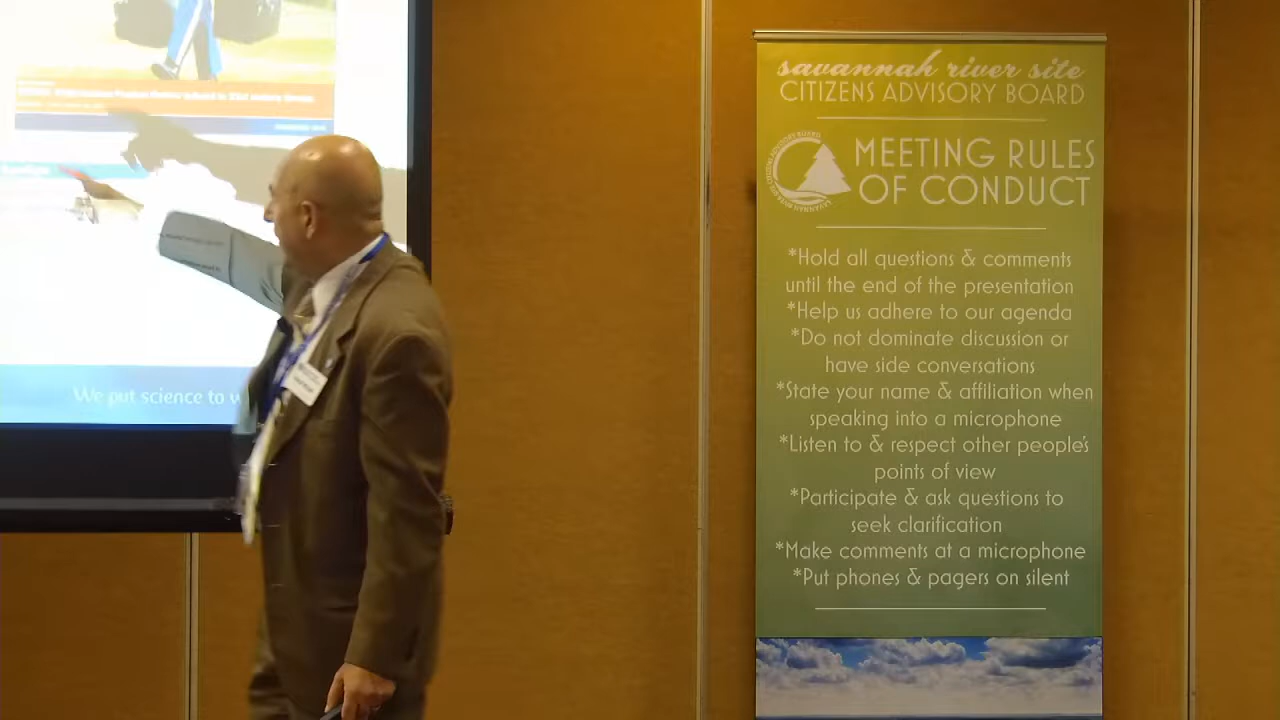 We put science to w
savannah river site
CITIZENS ADVISORY BOARD
MEETING RULES
OF CONDUCT
*Hold all questions & comments
until the end of the presentation
*Help us adhere to our agenda
*Do not dominate discussion or
have side conversations
*State your name & affiliation when
speaking into a microphone
*Listen to & respect other people's
points of view
*Participate & ask questions to
seek clarification
*Make comments at a microphone
*Put phones & pagers on silent